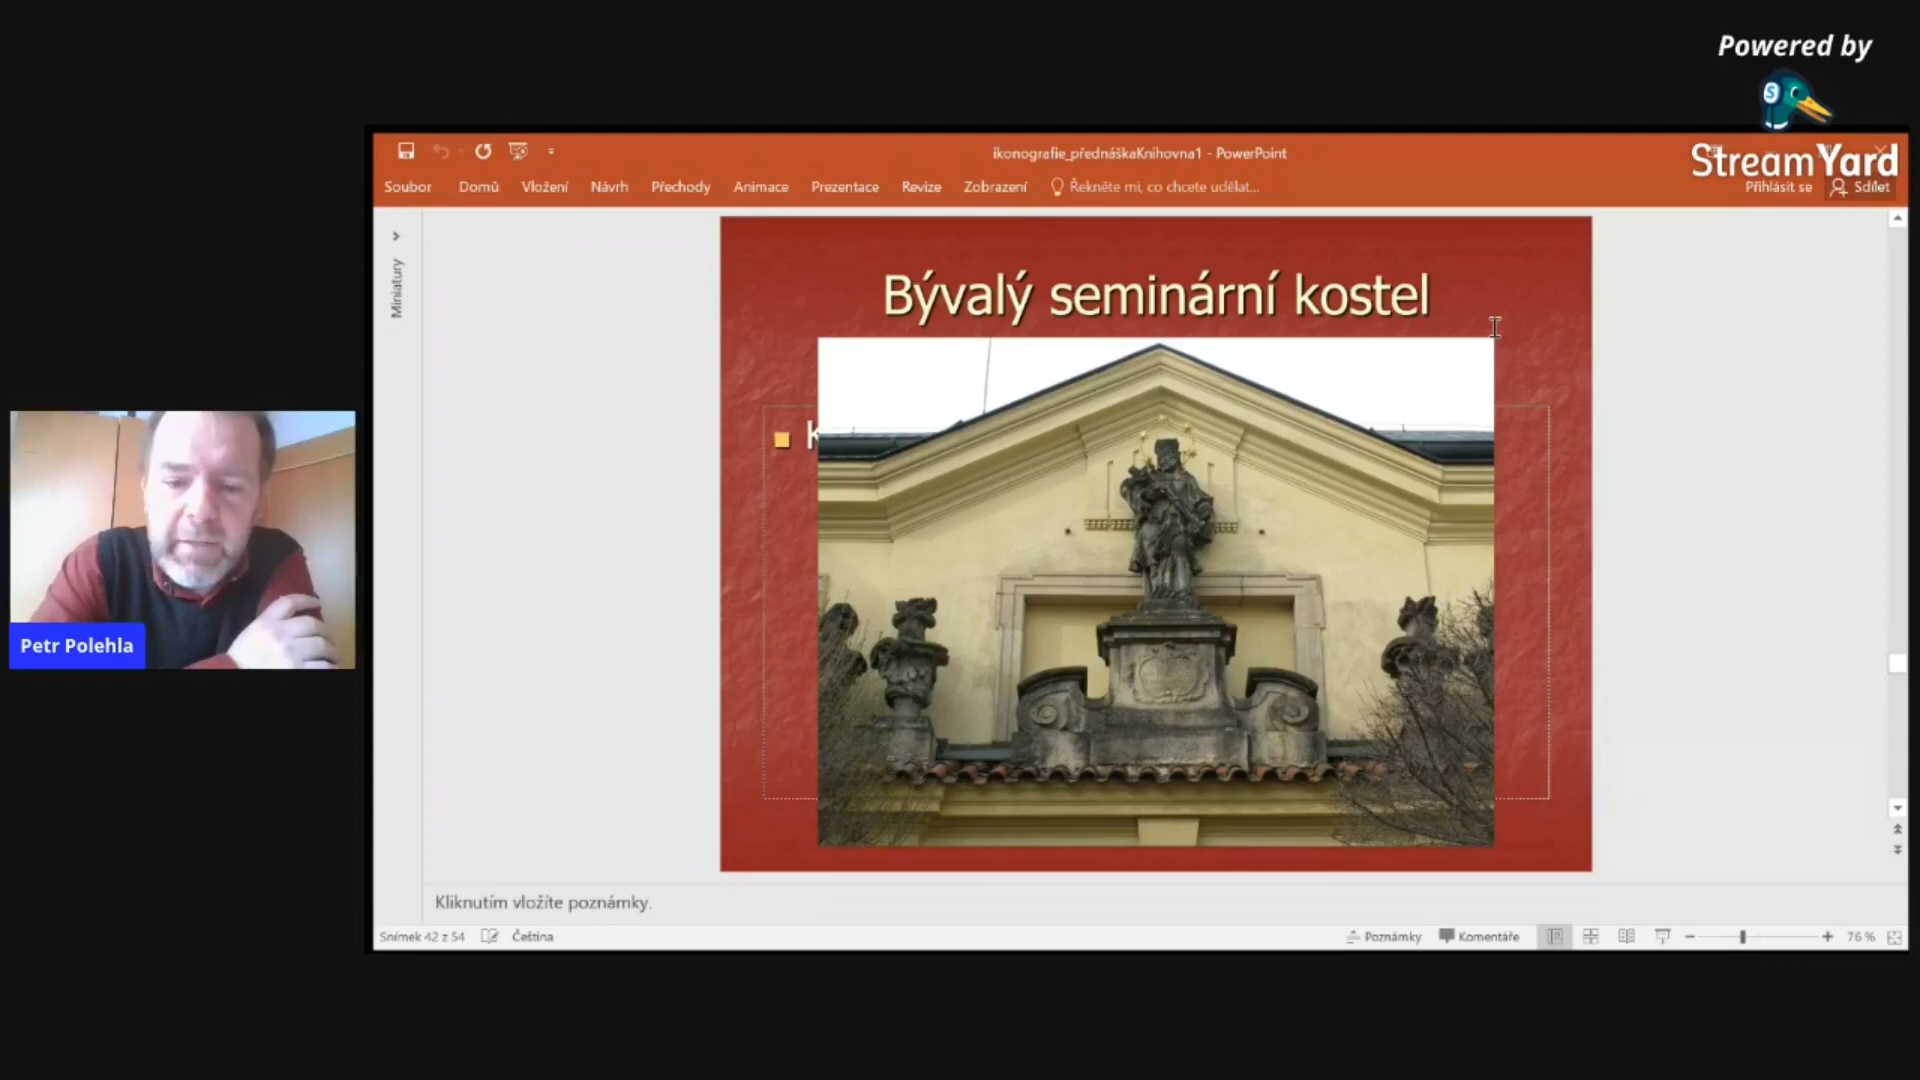 Powered by
StreamYard
ikonografie_přednáškaKnihovna1 - PowerPoint
Soubor Domů Vložení Návrh Přechody Animace Prezentace Revize Zobrazení Řekněte mi, co chcete udělat... Přihlásit se Sdílet
Miniatury
Bývalý seminární kostel
K
Petr Polehla
Kliknutím vložíte poznámky.
Snímek 42 z 54 Čeština Poznámky Komentáře 76 %